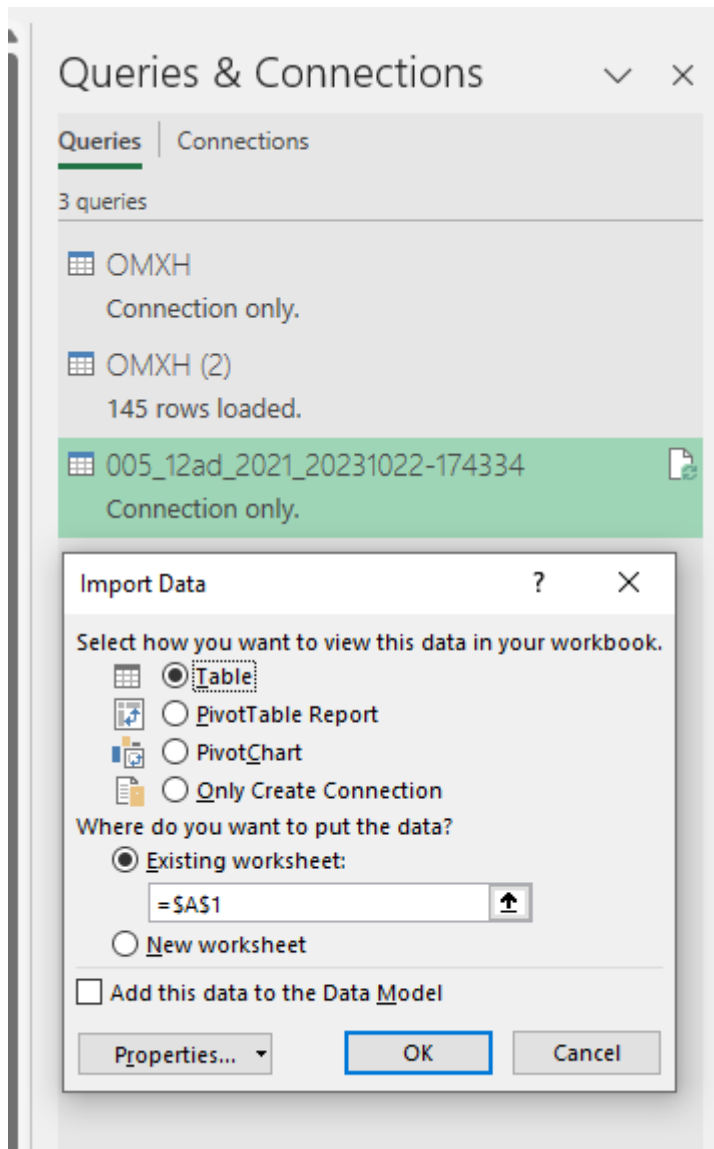 Queries & Connections
Queries | Connections
3 queries
OMXH
Connection only.
OMXH (2)
145 rows loaded.
005_12ad_2021_20231022-174334
Connection only.
Import Data ?
Select how you want to view this data in your workbook.
Table
PivotTable Report
PivotChart
Only Create Connection
Where do you want to put the data?
Existing worksheet:
=$A$1
New worksheet
Add this data to the Data Model
Properties... OK Cancel